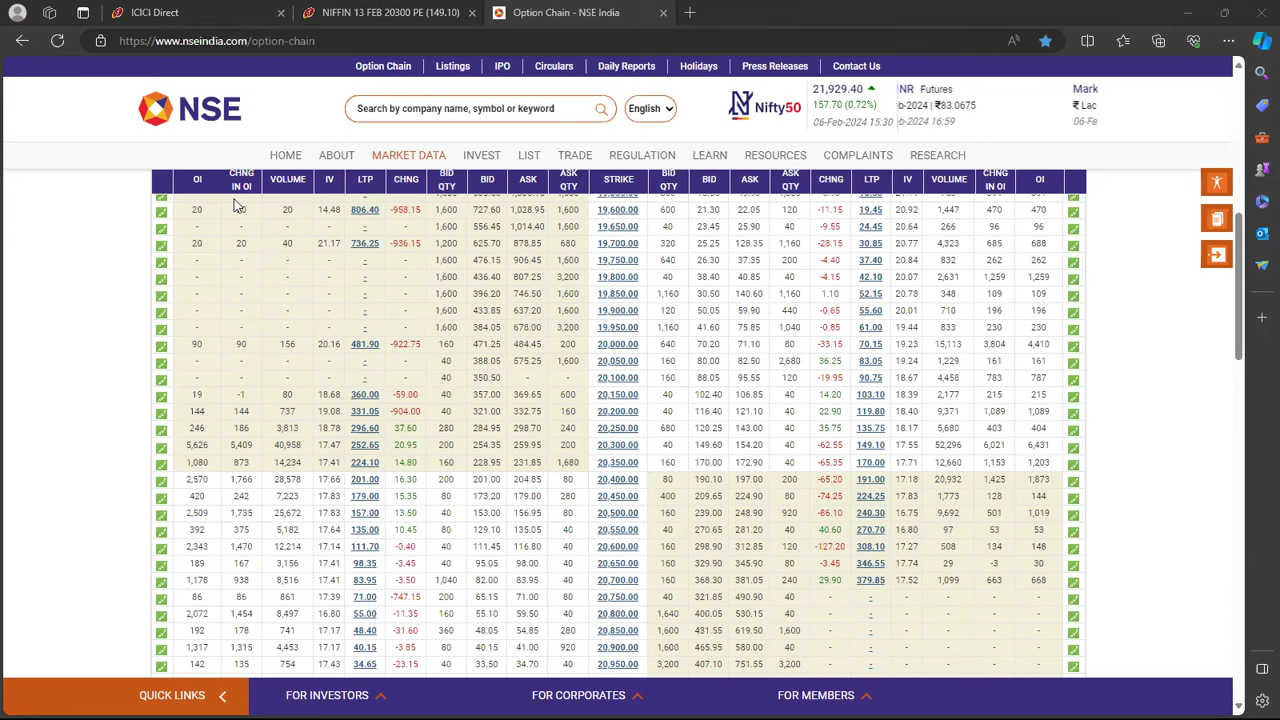 ICICI Direct NIFFIN 13 FEB 20300 PE (149.10) Option Chain - NSE India
https://www.nseindia.com/option-chain
Option Chain Listings IPO Circulars Daily Reports Holidays Press Releases Contact Us
NSE Search by company name, symbol or keyword English Nifty50 21,929.40 157.70 (0.72%) 06-Feb-2024 15:30 NR Futures b-2024 | ₹83.0675 b-2024 16:59 Mark ₹ Lac 06-Fe
HOME ABOUT MARKET DATA INVEST LIST TRADE REGULATION LEARN RESOURCES COMPLAINTS RESEARCH
OI CHNG IN OI VOLUME IV LTP CHNG BID QTY BID ASK ASK QTY STRIKE BID QTY BID ASK ASK QTY CHNG LTP IV VOLUME CHNG IN OI OI
20 20 14.48 806.40 -958.15 1,600 727.60 1,028.95 1,600 19,600.00 600 21.30 22.05 120 -11.15 19.45 20.92 1,447 470 470
- - - - - - 1,600 556.45 1,014.40 1,600 19,650.00 40 23.45 25.90 40 -9.55 24.45 20.64 266 96 96
20 20 40 21.17 736.25 -936.15 1,200 625.70 878.85 680 19,700.00 320 25.25 128.35 1,160 -28.15 30.85 20.77 4,323 685 688
- - - - - - 1,600 476.15 806.45 1,600 19,750.00 640 26.30 37.35 200 -4.40 37.40 20.84 832 262 262
- - - - - - 1,600 436.40 807.25 3,200 19,800.00 40 38.40 40.85 40 -4.15 42.10 20.07 2,631 1,259 1,259
- - - - - - 1,600 396.20 746.50 1,600 19,850.00 1,160 30.50 140.60 1,160 1.10 52.15 20.78 348 109 109
- - - - - - 1,600 433.85 637.20 1,600 19,900.00 120 50.05 59.90 440 -0.65 55.60 20.01 710 196 196
- - - - - - 1,600 384.05 678.00 3,200 19,950.00 1,160 41.60 75.85 1,040 -0.85 61.00 19.44 833 230 230
90 90 156 20.16 481.90 -922.75 160 471.25 484.45 200 20,000.00 640 70.20 71.10 80 -33.15 70.15 19.23 15,113 3,804 4,410
- - - - - - 40 388.05 575.25 1,600 20,050.00 160 80.00 82.52 2,680 36.25 83.05 19.24 1,229 161 161
- - - - - - 40 350.50 - - 20,100.00 160 88.05 95.55 120 -19.95 90.75 18.67 4,458 783 787
19 -1 80 18.68 360.00 -59.00 40 357.00 369.65 600 20,150.00 40 102.40 106.85 40 14.20 103.10 18.39 2,177 215 215
144 144 737 19.08 331.05 -904.00 40 321.00 332.75 160 20,200.00 40 116.40 121.10 40 22.90 119.80 18.40 9,371 1,089 1,089
246 186 3,813 18.78 296.60 37.60 280 284.95 298.70 240 20,250.00 680 120.25 143.00 40 35.75 135.75 18.17 5,680 403 404
5,626 5,409 40,958 17.47 252.65 20.95 200 254.35 259.95 200 20,300.00 40 149.60 154.20 40 -62.55 149.10 17.55 52,296 6,021 6,431
1,080 873 14,234 17.41 224.10 14.80 160 228.95 231.85 1,680 20,350.00 160 170.00 172.90 40 -65.35 170.00 17.71 12,660 1,153 1,203
2,570 1,766 28,578 17.66 201.00 16.30 200 201.00 204.85 80 20,400.00 80 190.10 197.00 200 -65.20 191.00 17.18 20,932 1,425 1,873
420 242 7,223 17.83 179.00 15.35 80 173.20 179.00 280 20,450.00 400 209.65 224.90 80 -74.25 224.25 17.83 1,773 128 144
2,509 1,735 25,672 17.83 157.00 13.50 80 153.00 156.95 80 20,500.00 160 239.00 248.90 920 -86.10 240.30 16.75 9,692 501 1,019
392 375 5,182 17.64 135.00 10.45 80 129.10 135.05 40 20,550.00 160 270.65 281.20 40 40.60 270.70 16.80 97 53 53
2,343 1,470 12,214 17.14 111.70 -0.40 40 111.45 116.80 40 20,600.00 160 298.90 312.85 120 -127.20 308.10 17.27 508 134 148
189 167 3,156 17.41 98.35 -3.45 40 95.05 98.00 40 20,650.00 160 329.90 345.90 80 -3.45 346.55 17.74 29 -3 30
1,178 938 8,516 17.41 83.95 -3.50 1,040 82.00 83.95 40 20,700.00 160 368.30 381.05 240 29.90 379.85 17.52 1,099 663 668
86 86 861 17.39 71.00 -747.15 200 65.15 71.00 80 20,750.00 40 321.85 490.90 40 - - - - - -
2,072 1,454 8,497 16.80 55.00 -11.35 160 55.10 59.50 40 20,800.00 1,640 400.05 530.15 40 - - - - - -
192 178 741 17.17 48.40 -31.60 360 48.05 54.85 280 20,850.00 1,600 431.55 619.50 1,600 - - - - - -
1,317 1,315 4,453 17.17 40.15 -3.85 80 40.15 41.00 920 20,900.00 1,600 465.95 580.00 40 - - - - - -
142 135 754 17.43 34.65 -23.15 40 33.50 34.70 40 20,950.00 3,200 407.10 751.55 3,200 - - - - - -
QUICK LINKS FOR INVESTORS FOR CORPORATES FOR MEMBERS